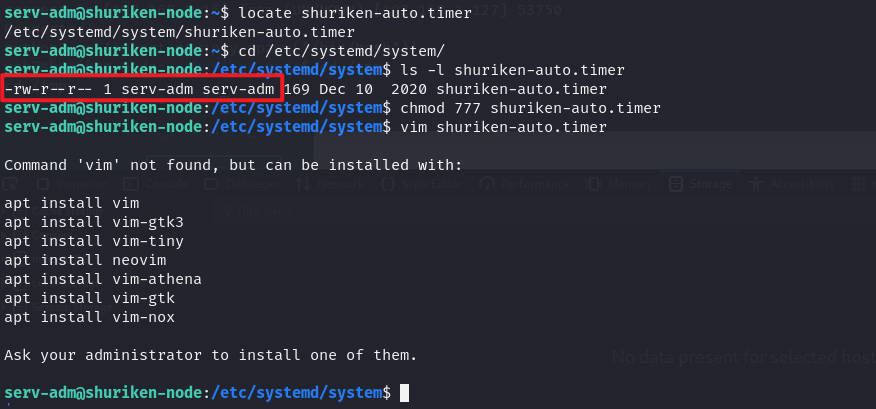 serv-adm@shuriken-node:~$ locate shuriken-auto.timer
/etc/systemd/system/shuriken-auto.timer
serv-adm@shuriken-node:~$ cd /etc/systemd/system/
serv-adm@shuriken-node:/etc/systemd/system$ ls -l shuriken-auto.timer
-rw-r--r-- 1 serv-adm serv-adm 169 Dec 10  2020 shuriken-auto.timer
serv-adm@shuriken-node:/etc/systemd/system$ chmod 777 shuriken-auto.timer
serv-adm@shuriken-node:/etc/systemd/system$ vim shuriken-auto.timer
Command 'vim' not found, but can be installed with:
apt install vim
apt install vim-gtk3
apt install vim-tiny
apt install neovim
apt install vim-athena
apt install vim-gtk
apt install vim-nox
Ask your administrator to install one of them.
No data present for selected host
serv-adm@shuriken-node:/etc/systemd/system$